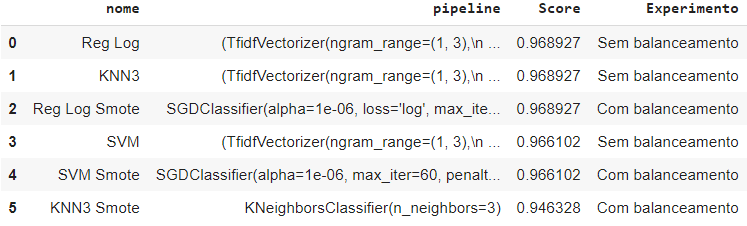 nome pipeline Score Experimento
0 Reg Log (TfidfVectorizer(ngram_range=(1, 3),\n ... 0.968927 Sem balanceamento
1 KNN3 (TfidfVectorizer(ngram_range=(1, 3),\n ... 0.968927 Sem balanceamento
2 Reg Log Smote SGDClassifier(alpha=1e-06, loss='log', max_ite... 0.968927 Com balanceamento
3 SVM (TfidfVectorizer(ngram_range=(1, 3),\n ... 0.966102 Sem balanceamento
4 SVM Smote SGDClassifier(alpha=1e-06, max_iter=60, penalt... 0.966102 Com balanceamento
5 KNN3 Smote KNeighborsClassifier(n_neighbors=3) 0.946328 Com balanceamento